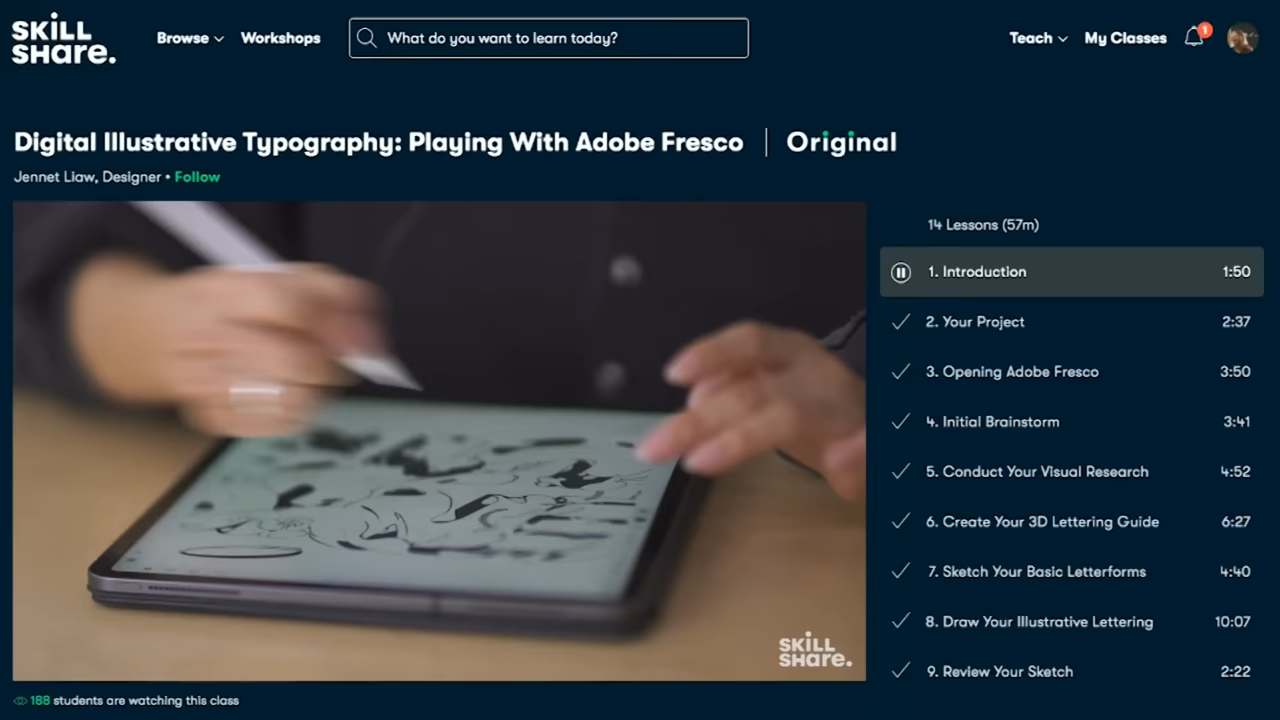 SKILL SHARE.
Browse
Workshops
What do you want to learn today?
Teach
My Classes
1
Digital Illustrative Typography: Playing With Adobe Fresco | Original
Jennet Liaw, Designer • Follow
14 Lessons (57m)
1. Introduction 1:50
2. Your Project 2:37
3. Opening Adobe Fresco 3:50
4. Initial Brainstorm 3:41
5. Conduct Your Visual Research 4:52
6. Create Your 3D Lettering Guide 6:27
7. Sketch Your Basic Letterforms 4:40
8. Draw Your Illustrative Lettering 10:07
9. Review Your Sketch 2:22
SKILL SHARE.
188 students are watching this class